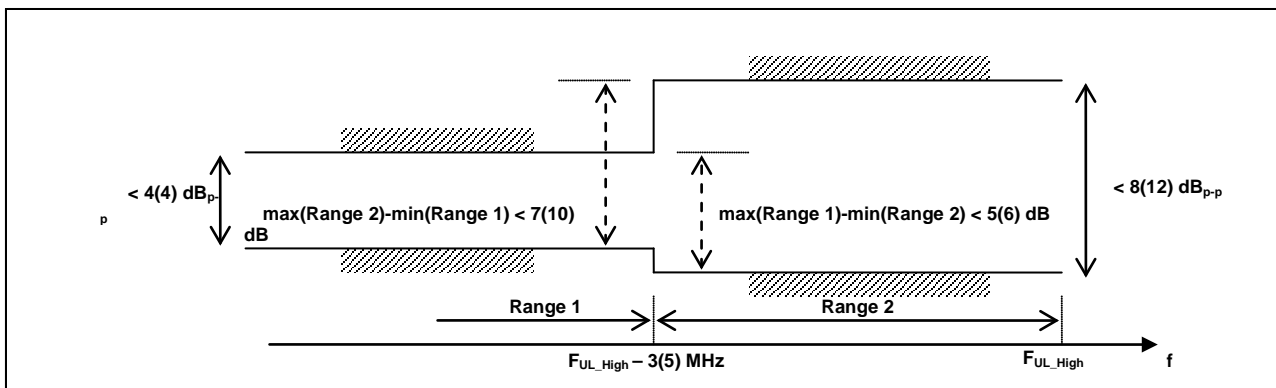 < 4(4) dBp-
p
max(Range 2)-min(Range 1) < 7(10)
dB
max(Range 1)-min(Range 2) < 5(6) dB
< 8(12) dBp-p
Range 1
Range 2
FUL_High – 3(5) MHz
FUL_High
f